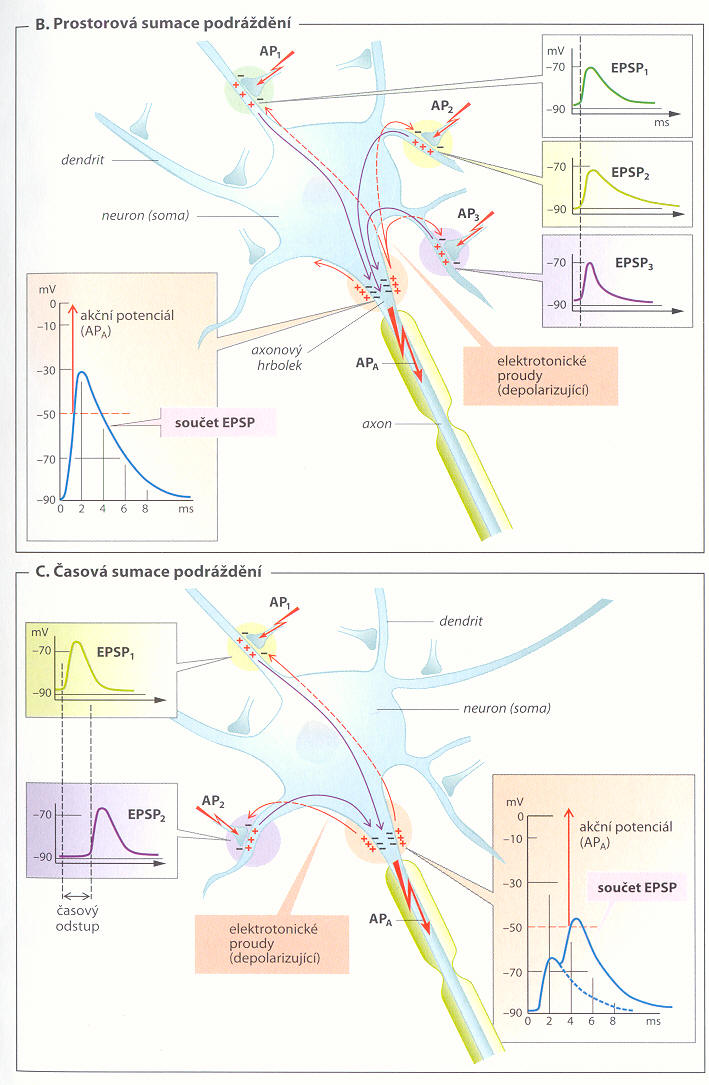 B. Prostorová sumace podráždění
AP1
AP2
AP3
dendrit
neuron (soma)
EPSP1
–70
–90
ms
EPSP2
–70
–90
EPSP3
–70
–90
mV
0
–10
–30
–50
–70
–90
0 2 4 6 8 ms
akční potenciál
(APA)
součet EPSP
axonový
hrbolek
APA
elektrotonické
proudy
(depolarizující)
axon
C. Časová sumace podráždění
mV
–70
–90
EPSP1
–70
–90
EPSP2
časový
odstup
AP1
AP2
dendrit
neuron (soma)
elektrotonické
proudy
(depolarizující)
APA
mV
0
–10
–30
–50
–70
–90
0 2 4 6 8 ms
akční potenciál
(APA)
součet EPSP